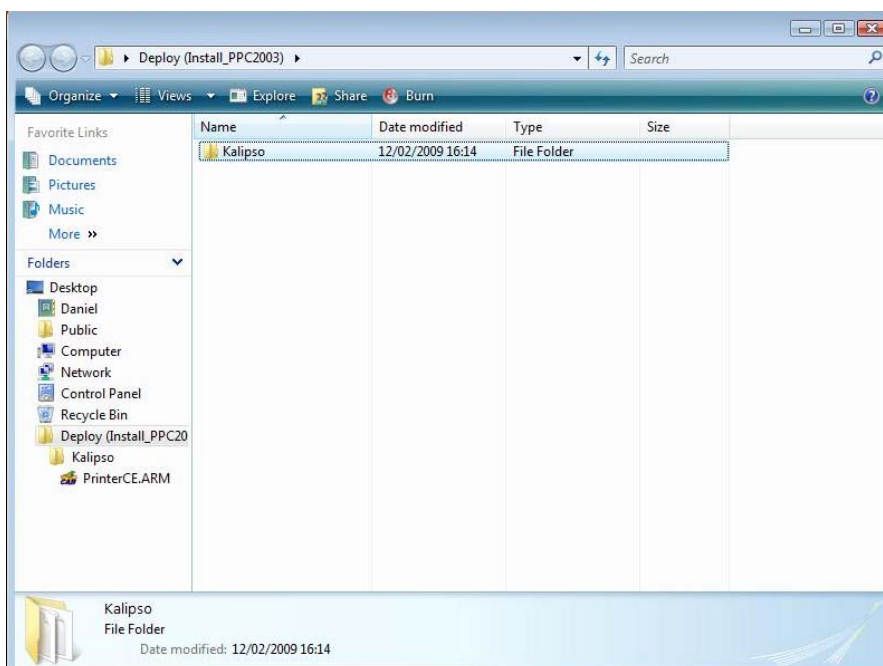 Deploy (Install_PPC2003)
Search
Organize Views Explore Share Burn
Favorite Links
Documents
Pictures
Music
More »
Folders
Desktop
Daniel
Public
Computer
Network
Control Panel
Recycle Bin
Deploy (Install_PPC20
Kalipso
PrinterCE.ARM
Name Date modified Type Size
Kalipso 12/02/2009 16:14 File Folder
Kalipso
File Folder
Date modified: 12/02/2009 16:14